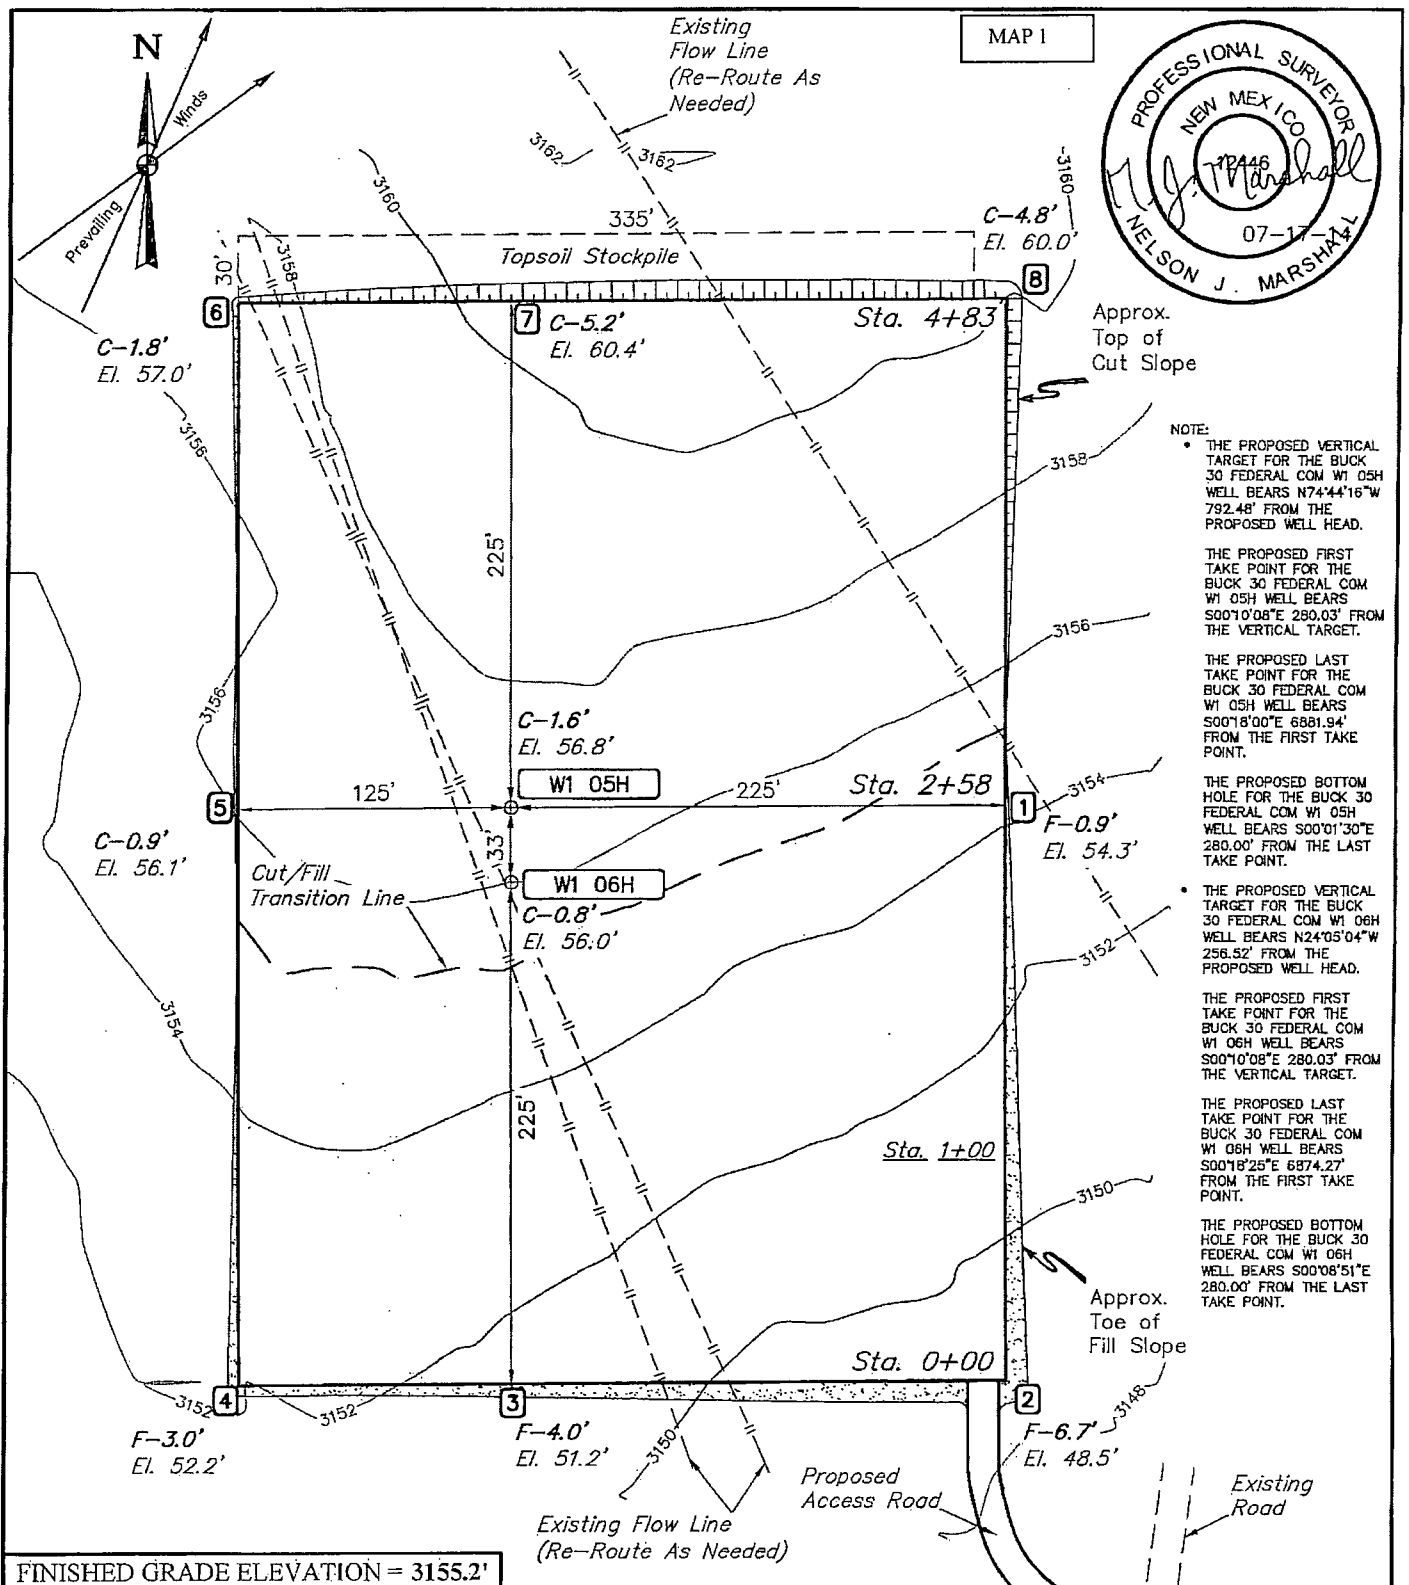 MAP 1
N
Winds
Prevailing
Existing
Flow Line
(Re-Route As
Needed)
PROFESSIONAL SURVEYOR
NEW MEXICO
12446
N. J. Marshall
07-17-14
NELSON J. MARSHALL
3162
3162
3160
3160
C-4.8'
El. 60.0'
335'
Topsoil Stockpile
30'
3158
6
7
8
C-1.8'
El. 57.0'
C-5.2'
El. 60.4'
Sta. 4+83
Approx.
Top of
Cut Slope
3156
3158
225'
3156
3156
C-1.6'
El. 56.8'
W1 05H
5
125'
225'
Sta. 2+58
1
3154
C-0.9'
El. 56.1'
F-0.9'
El. 54.3'
33'
Cut/Fill
Transition Line
W1 06H
C-0.8'
El. 56.0'
3152
3154
225'
Sta. 1+00
3150
Approx.
Toe of
Fill Slope
Sta. 0+00
4
3
2
3152
3152
3150
3148
F-3.0'
El. 52.2'
F-4.0'
El. 51.2'
F-6.7'
El. 48.5'
Proposed
Access Road
Existing
Road
Existing Flow Line
(Re-Route As Needed)
FINISHED GRADE ELEVATION = 3155.2'
NOTE:
• THE PROPOSED VERTICAL
TARGET FOR THE BUCK
30 FEDERAL COM W1 05H
WELL BEARS N74°44'16"W
792.48' FROM THE
PROPOSED WELL HEAD.
THE PROPOSED FIRST
TAKE POINT FOR THE
BUCK 30 FEDERAL COM
W1 05H WELL BEARS
S00°10'08"E 280.03' FROM
THE VERTICAL TARGET.
THE PROPOSED LAST
TAKE POINT FOR THE
BUCK 30 FEDERAL COM
W1 05H WELL BEARS
S00°18'00"E 6881.94'
FROM THE FIRST TAKE
POINT.
THE PROPOSED BOTTOM
HOLE FOR THE BUCK 30
FEDERAL COM W1 05H
WELL BEARS S00°01'30"E
280.00' FROM THE LAST
TAKE POINT.
• THE PROPOSED VERTICAL
TARGET FOR THE BUCK
30 FEDERAL COM W1 06H
WELL BEARS N24°05'04"W
256.52' FROM THE
PROPOSED WELL HEAD.
THE PROPOSED FIRST
TAKE POINT FOR THE
BUCK 30 FEDERAL COM
W1 06H WELL BEARS
S00°10'08"E 280.03' FROM
THE VERTICAL TARGET.
THE PROPOSED LAST
TAKE POINT FOR THE
BUCK 30 FEDERAL COM
W1 06H WELL BEARS
S00°18'25"E 6874.27'
FROM THE FIRST TAKE
POINT.
THE PROPOSED BOTTOM
HOLE FOR THE BUCK 30
FEDERAL COM W1 06H
WELL BEARS S00°08'51"E
280.00' FROM THE LAST
TAKE POINT.